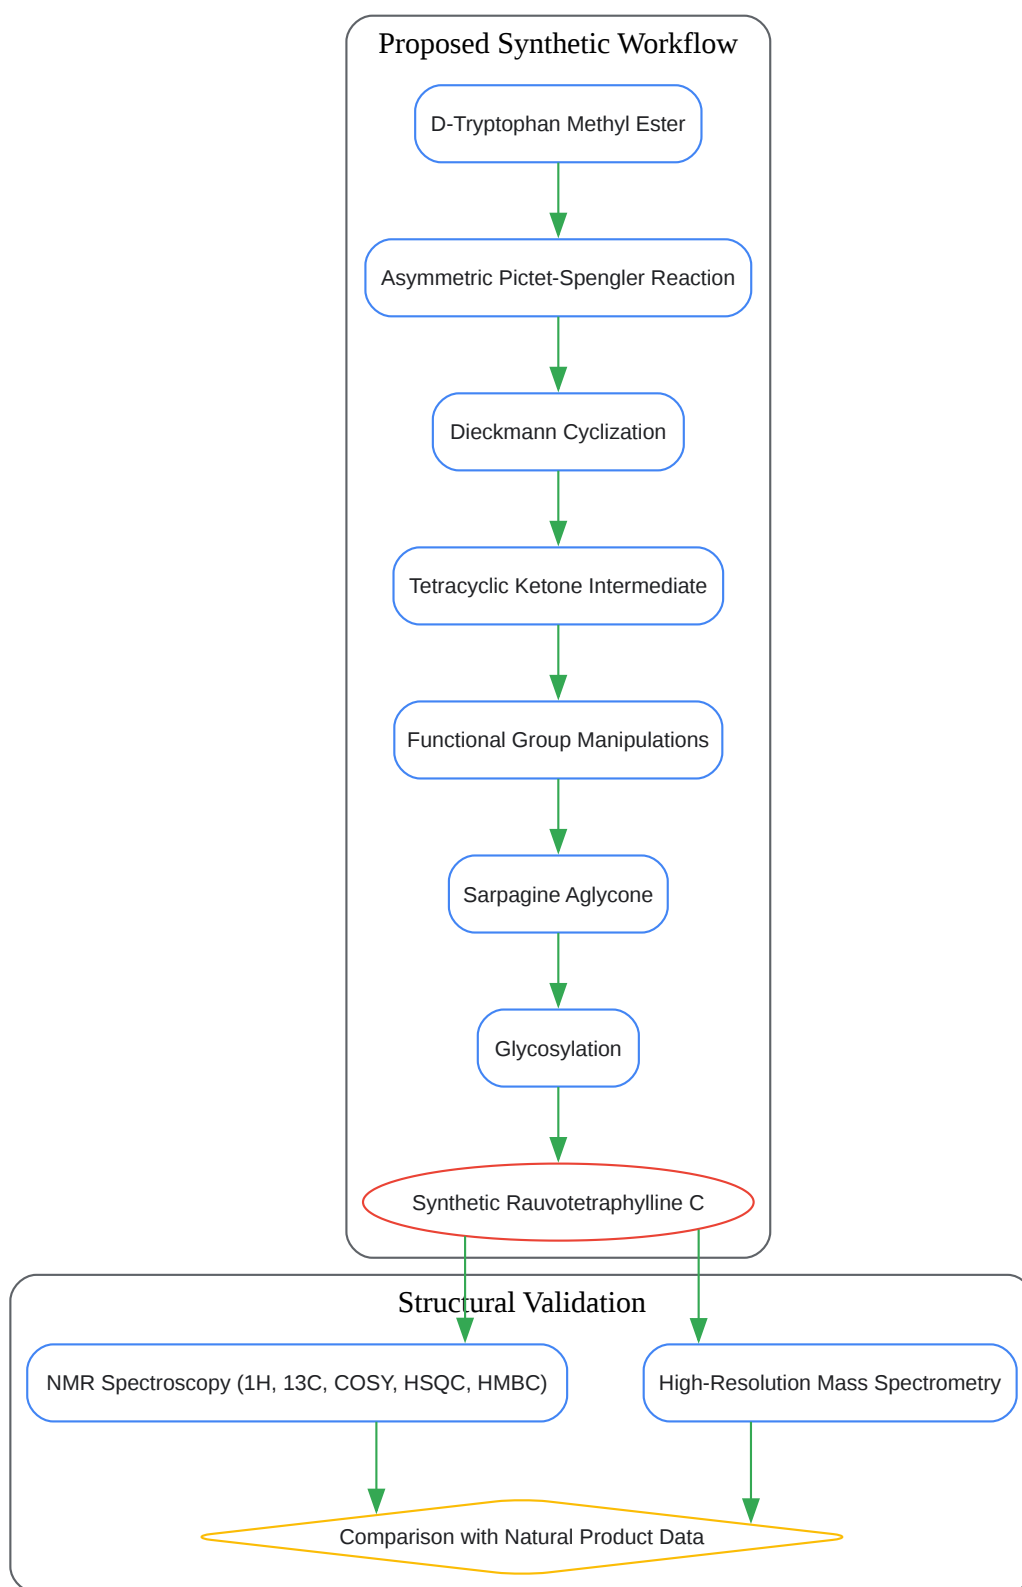 Proposed Synthetic Workflow
D-Tryptophan Methyl Ester
Asymmetric Pictet-Spengler Reaction
Dieckmann Cyclization
Tetracyclic Ketone Intermediate
Functional Group Manipulations
Sarpagine Aglycone
Glycosylation
Synthetic Rauvotetraphylline C
Structural Validation
NMR Spectroscopy (1H, 13C, COSY, HSQC, HMBC)
High-Resolution Mass Spectrometry
Comparison with Natural Product Data